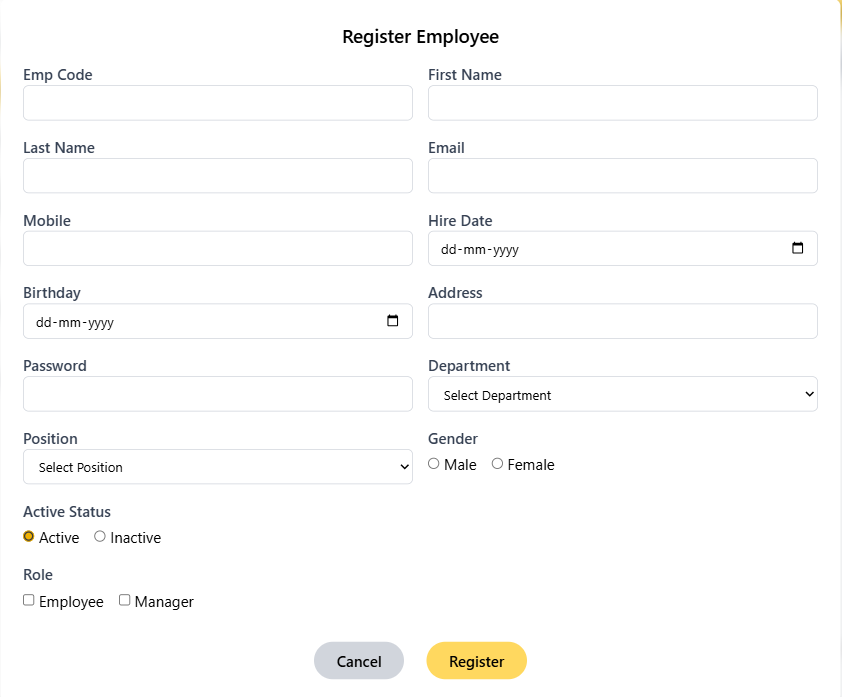 Register Employee
Emp Code
First Name
Last Name
Email
Mobile
Hire Date
dd-mm-yyyy
Birthday
dd-mm-yyyy
Address
Password
Department
Select Department
Position
Select Position
Gender
Male Female
Active Status
Active Inactive
Role
Employee Manager
Cancel Register